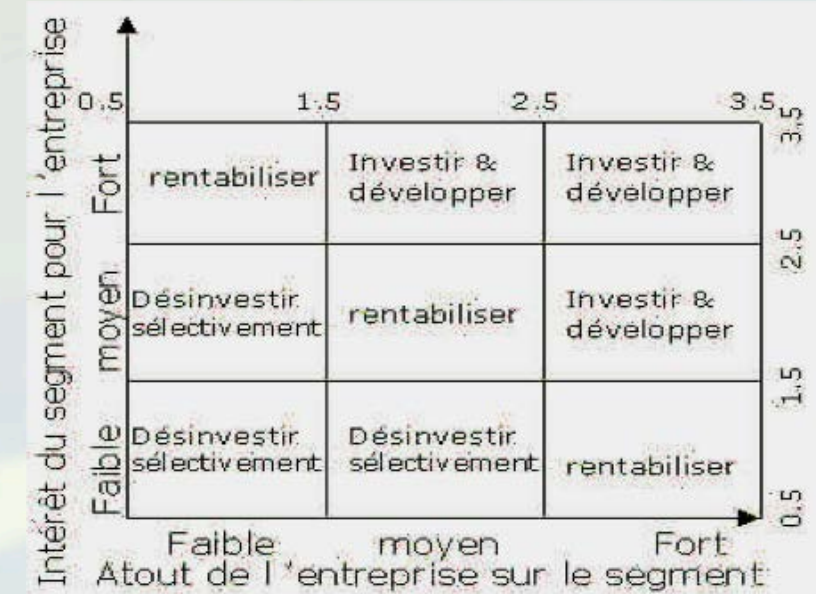 Intérêt du segment pour l'entreprise
0.5 1.5 2.5 3.5
3.5
Fort
rentabiliser
Investir &
développer
Investir &
développer
2.5
moyen
Désinvestir
sélectivement
rentabiliser
Investir &
développer
1.5
Faible
Désinvestir
sélectivement
Désinvestir
sélectivement
rentabiliser
0.5
Faible moyen Fort
Atout de l'entreprise sur le segment